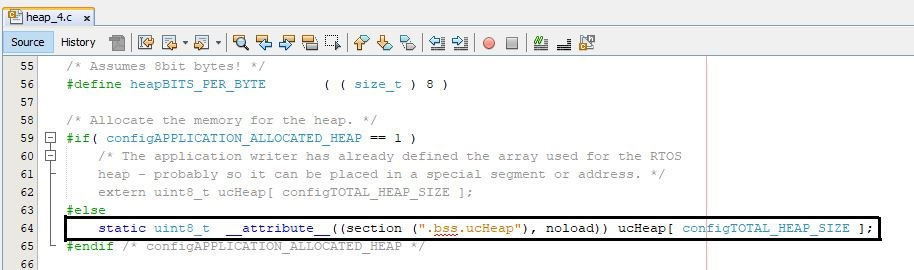 heap_4.c x
Source History
55 /* Assumes 8bit bytes! */
56 #define heapBITS_PER_BYTE ( ( size_t ) 8 )
57
58 /* Allocate the memory for the heap. */
59 #if( configAPPLICATION_ALLOCATED_HEAP == 1 )
60 /* The application writer has already defined the array used for the RTOS
61 heap - probably so it can be placed in a special segment or address. */
62 extern uint8_t ucHeap[ configTOTAL_HEAP_SIZE ];
63 #else
64 static uint8_t __attribute__((section (".bss.ucHeap"), noload)) ucHeap[ configTOTAL_HEAP_SIZE ];
65 #endif /* configAPPLICATION_ALLOCATED_HEAP */
66